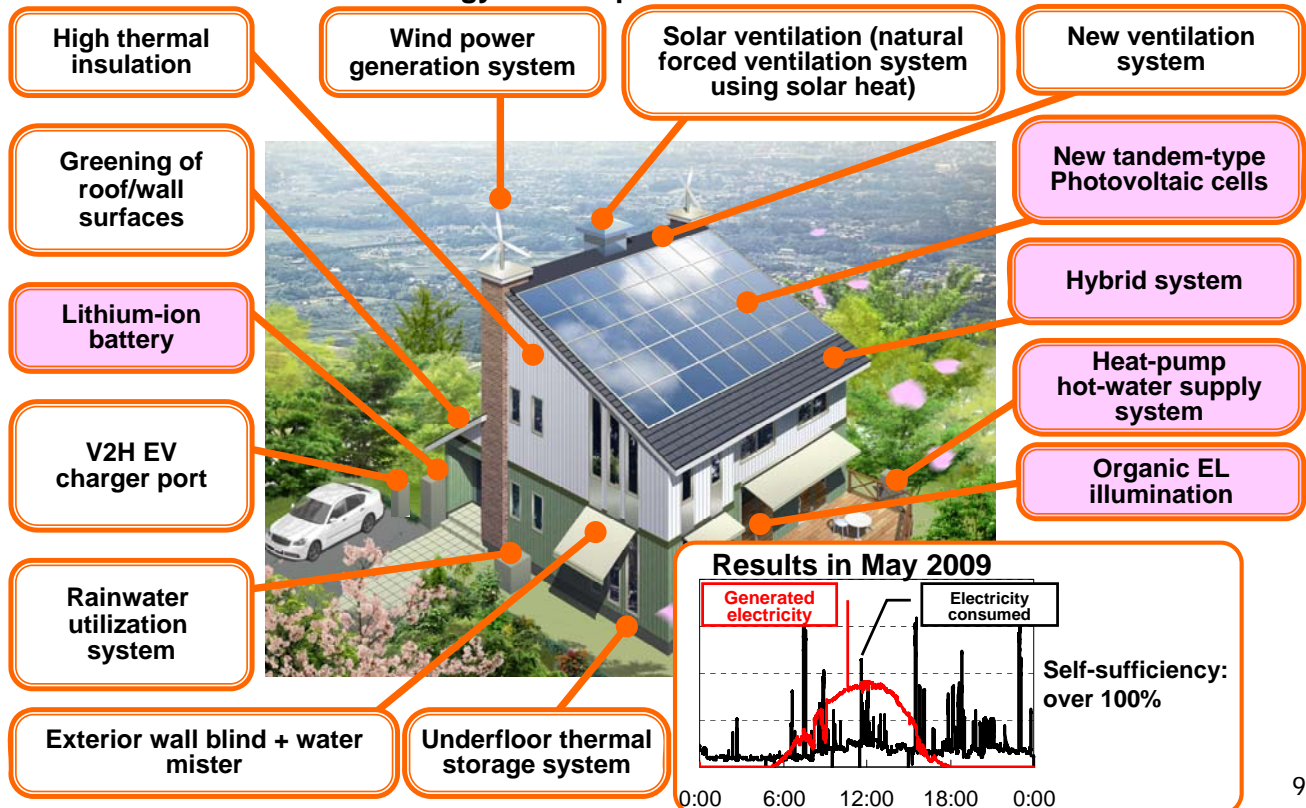 High thermal
insulation
Wind power
generation system
Solar ventilation (natural
forced ventilation system
using solar heat)
New ventilation
system
Greening of
roof/wall
surfaces
New tandem-type
Photovoltaic cells
Lithium-ion
battery
Hybrid system
Heat-pump
hot-water supply
system
V2H EV
charger port
Organic EL
illumination
Rainwater
utilization
system
Exterior wall blind + water
mister
Underfloor thermal
storage system
Results in May 2009
Generated
electricity
Electricity
consumed
Self-sufficiency:
over 100%
0:00 6:00 12:00 18:00 0:00
9